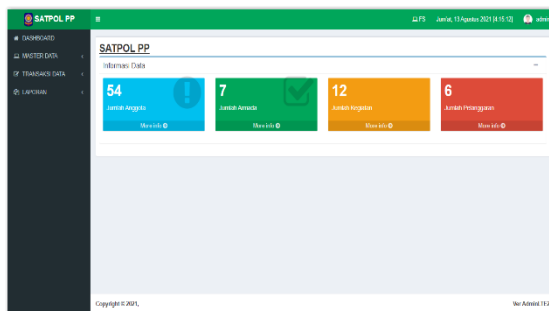 SATPOL PP
F5 Jum'at, 13 Agustus 2021 [4:15:12] admin
DASHBOARD
MASTER DATA
TRANSAKSI DATA
LAPORAN
SATPOL PP
Informasi Data
54
Jumlah Anggota
More info
7
Jumlah Armada
More info
12
Jumlah Kegiatan
More info
6
Jumlah Pelanggaran
More info
Copyright © 2021,